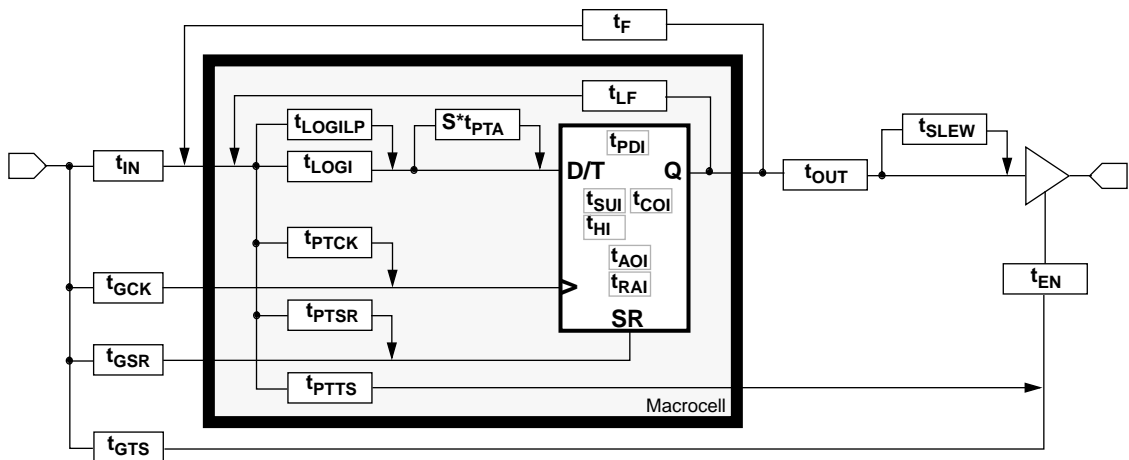 tF
tLF
tLOGILP
S*tPTA
tSLEW
tPDI
tIN
tLOGI
D/T
Q
tOUT
tSUI
tCOI
tHI
tPTCK
tAOI
tEN
tGCK
tRAI
tPTSR
SR
tGSR
tPTTS
Macrocell
tGTS